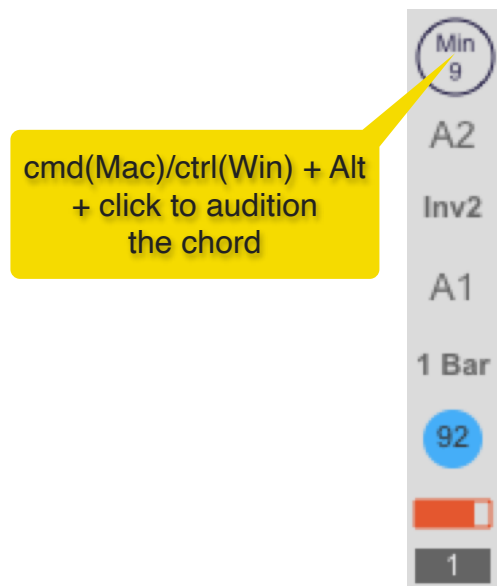 Min
9
A2
cmd(Mac)/ctrl(Win) + Alt
+ click to audition
the chord
Inv2
A1
1 Bar
92
1